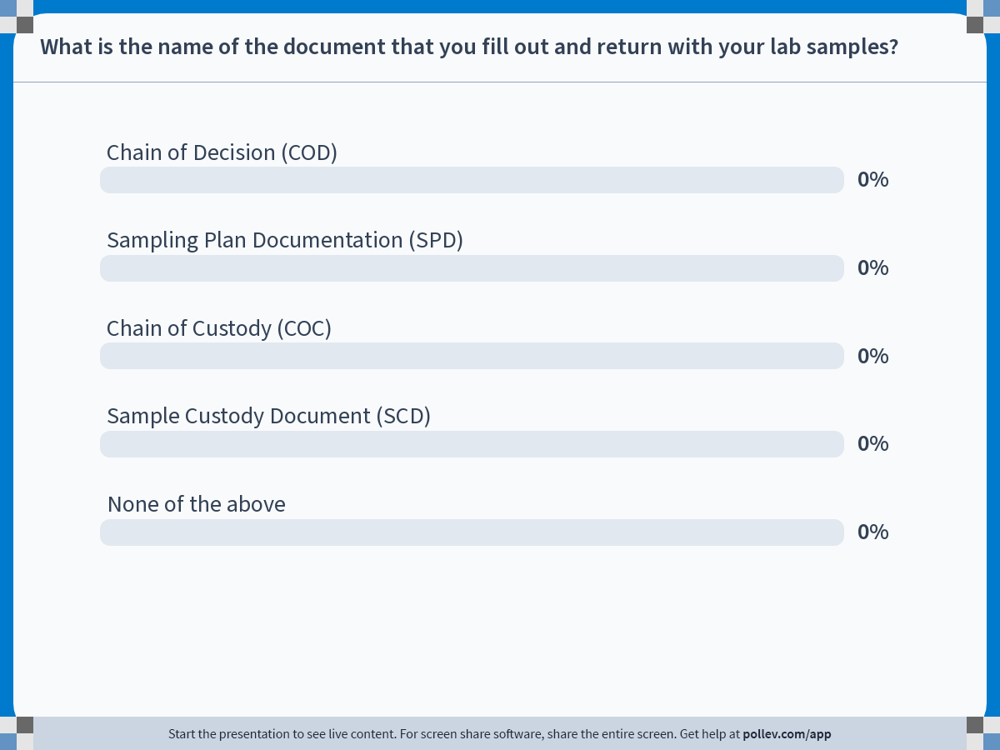 What is the name of the document that you fill out and return with your lab samples?
Chain of Decision (COD)
0%
Sampling Plan Documentation (SPD)
0%
Chain of Custody (COC)
0%
Sample Custody Document (SCD)
0%
None of the above
0%
Start the presentation to see live content. For screen share software, share the entire screen. Get help at pollev.com/app